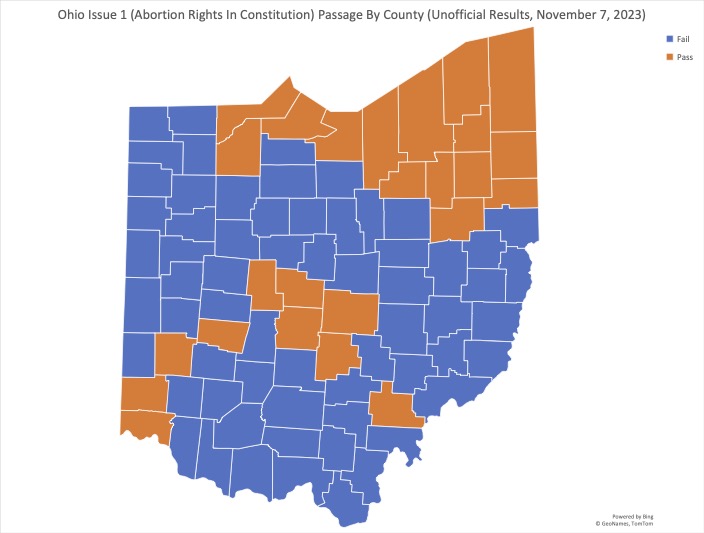 Ohio Issue 1 (Abortion Rights In Constitution) Passage By County (Unofficial Results, November 7, 2023)
Fail
Pass
Powered by Bing
© GeoNames, TomTom